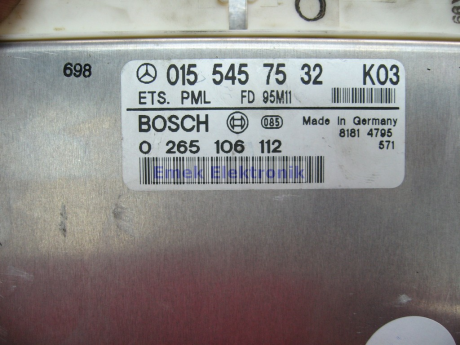 698
015 545 75 32 K03
ETS. PML FD 95M11
BOSCH 085 Made in Germany
8181 4795
0 265 106 112 571
Emek Elektronik